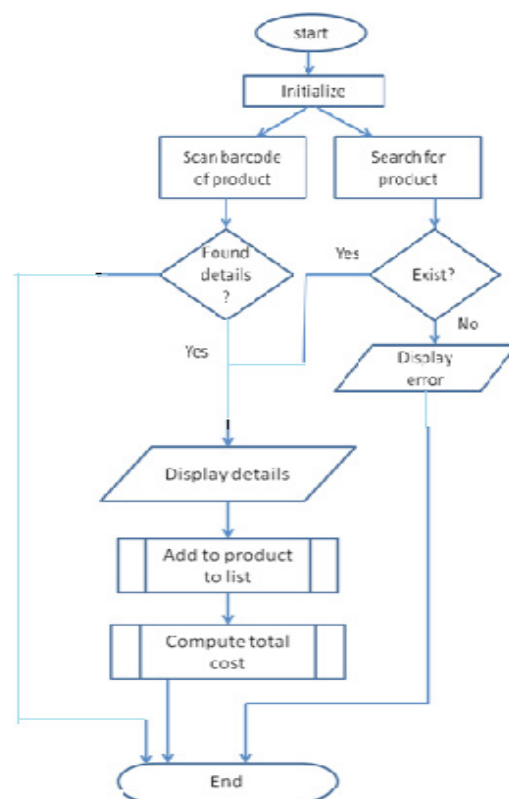 start
Initialize
Scan barcode
of product
Search for
product
Found
details
?
Yes
Exist?
No
Yes
Display
error
Display details
Add to product
to list
Compute total
cost
End